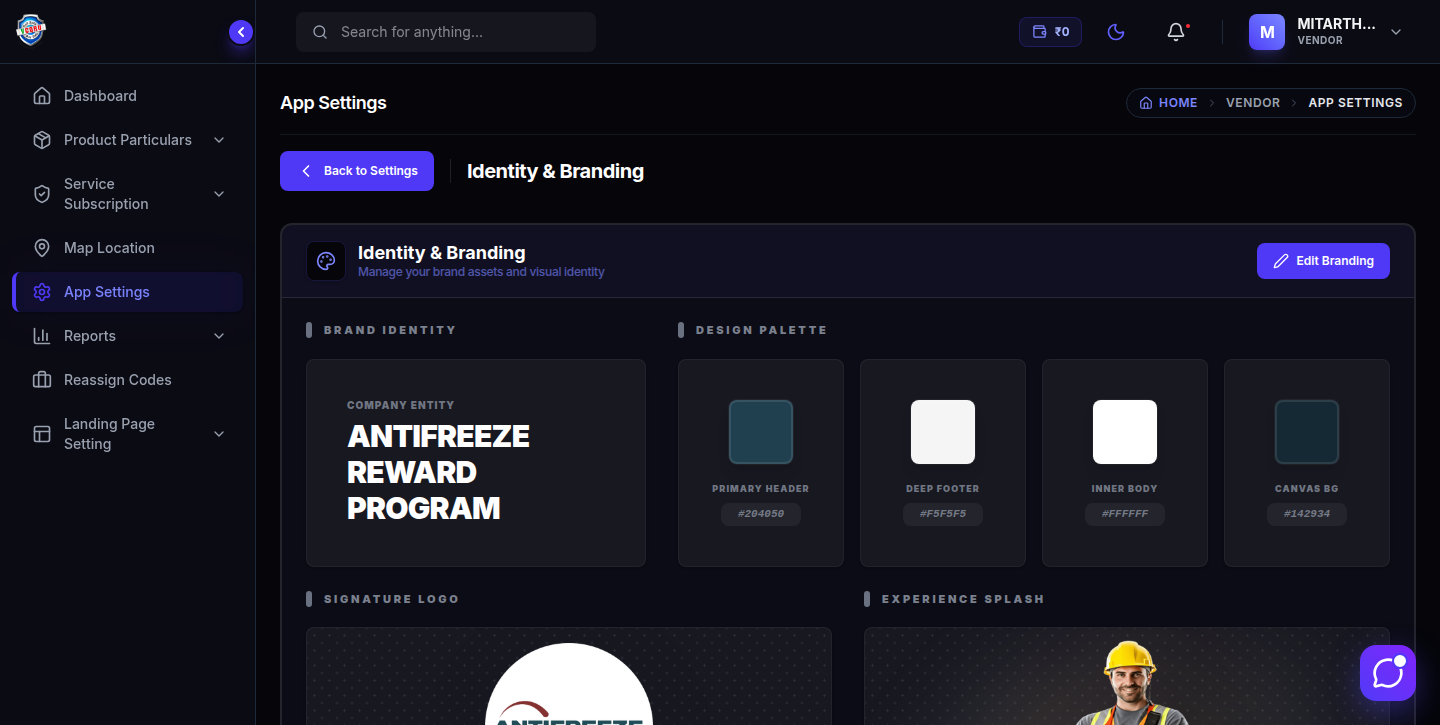 Search for anything...
₹0
M
MITARTH...
VENDOR
Dashboard
Product Particulars
Service
Subscription
Map Location
App Settings
Reports
Reassign Codes
Landing Page
Setting
App Settings
HOME
VENDOR
APP SETTINGS
Back to Settings
Identity & Branding
Identity & Branding
Manage your brand assets and visual identity
Edit Branding
BRAND IDENTITY
DESIGN PALETTE
COMPANY ENTITY
ANTIFREEZE
REWARD
PROGRAM
PRIMARY HEADER
#204050
DEEP FOOTER
#F5F5F5
INNER BODY
#FFFFFF
CANVAS BG
#142934
SIGNATURE LOGO
EXPERIENCE SPLASH
ANTIFREEZE